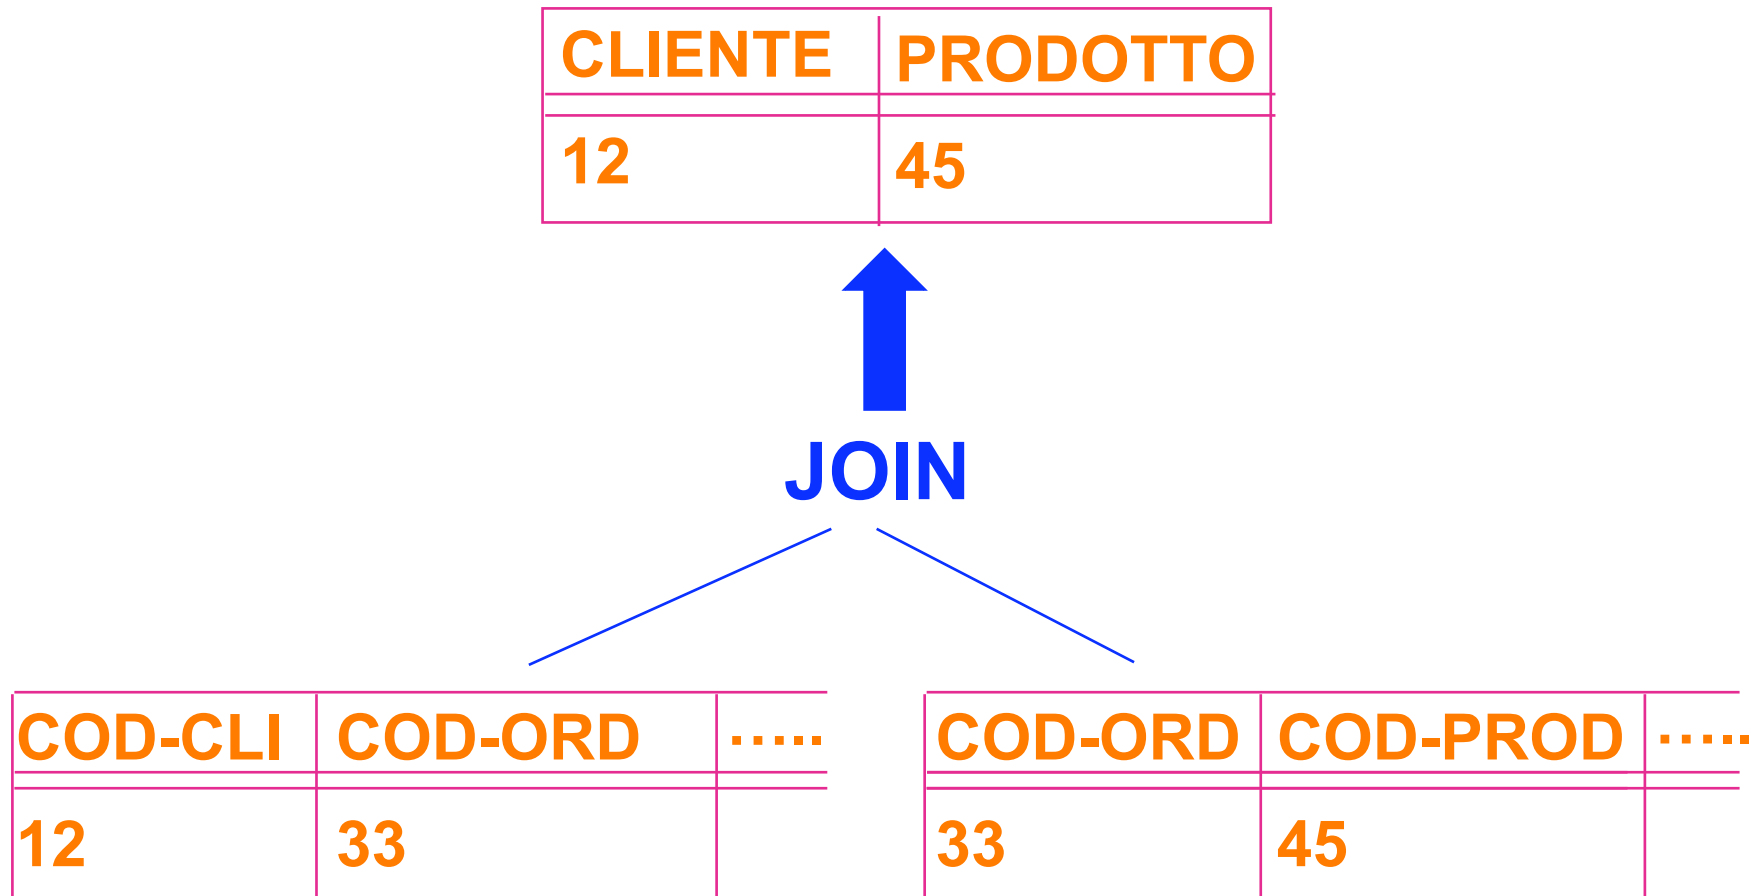 CLIENTE PRODOTTO
12 45
JOIN
COD-CLI COD-ORD ..... COD-ORD COD-PROD .....
12 33 33 45